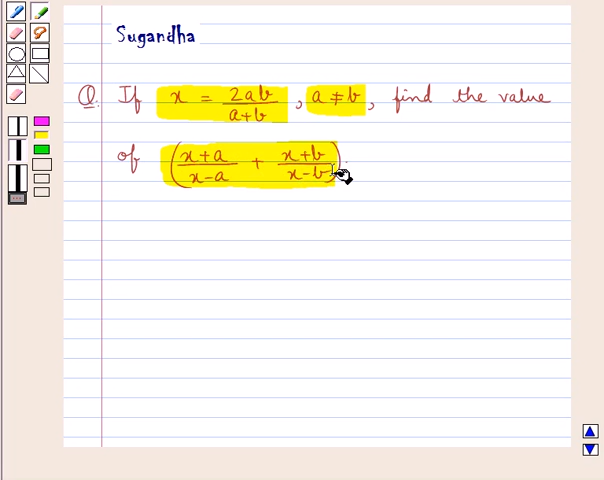 Sugandha
Q. If x = 2ab/(a+b), a ≠ b, find the value
of ((x+a)/(x-a) + (x+b)/(x-b)).